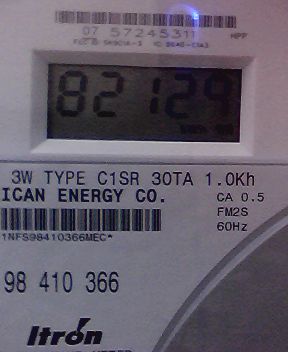 07 57245311
HPP
82129
3W TYPE C1SR 30TA 1.0Kh
ICAN ENERGY CO.
CA 0.5
FM2S
60Hz
1NFS98410366MEC*
98 410 366
Itron